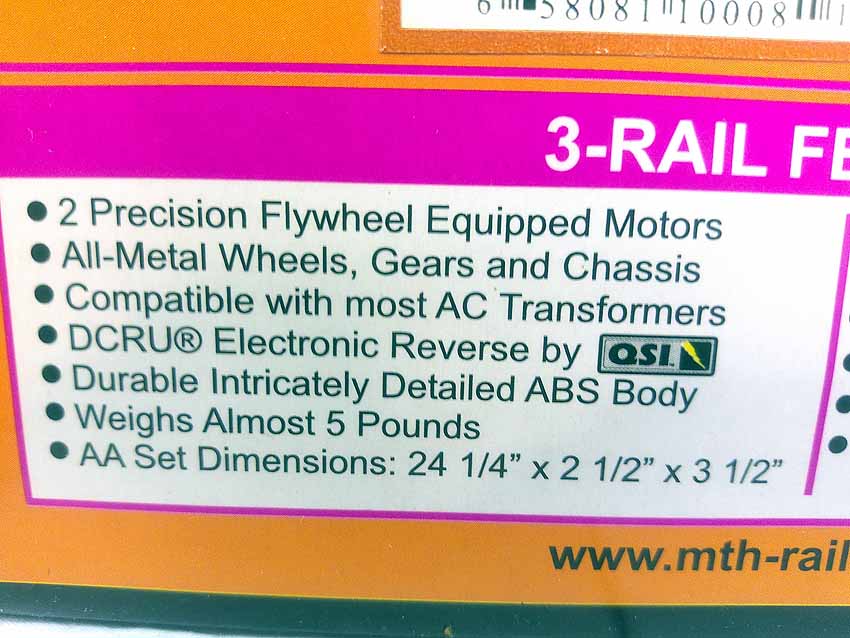 6 58081 10008
3-RAIL FE
• 2 Precision Flywheel Equipped Motors
• All-Metal Wheels, Gears and Chassis
• Compatible with most AC Transformers
• DCRU® Electronic Reverse by QSI
• Durable Intricately Detailed ABS Body
• Weighs Almost 5 Pounds
• AA Set Dimensions: 24 1/4” x 2 1/2” x 3 1/2”
www.mth-rail